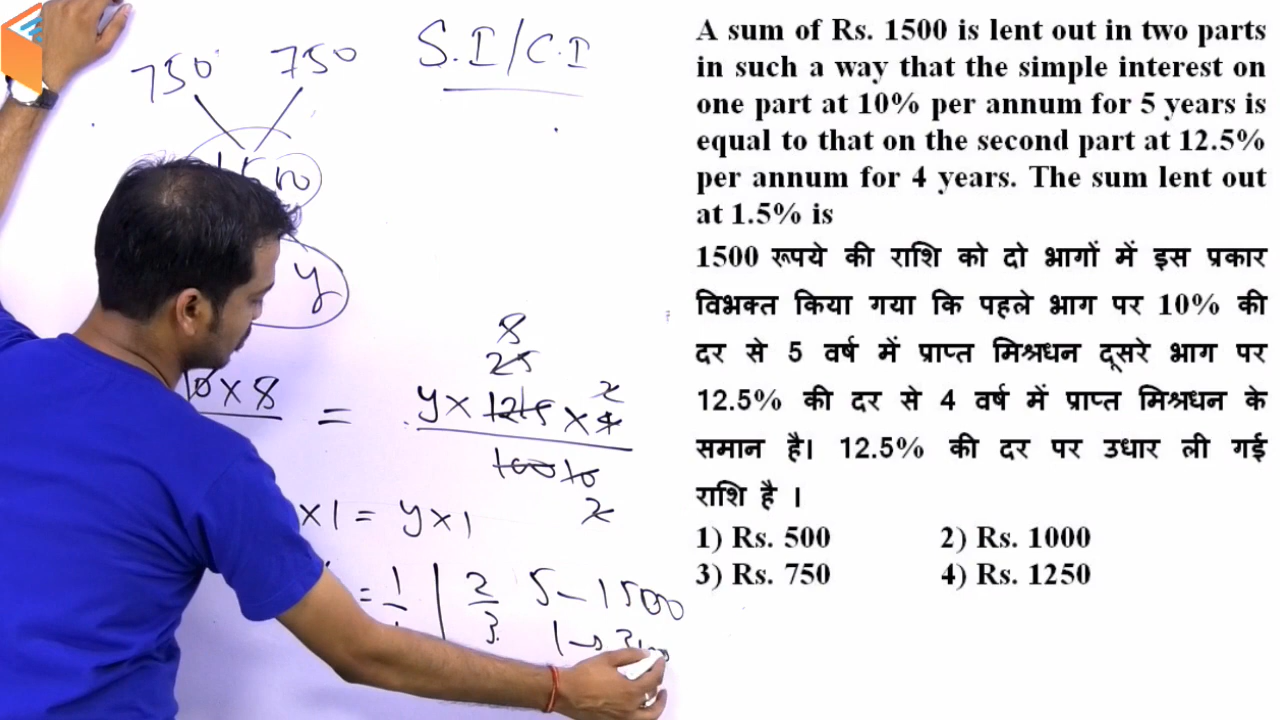 750 750 S.I/C.I
y
8
25
10 x 8 = y x 12.5 x 4 2
100 10
2
x 1 = y x 1
= 1 | 2/3 5 - 1500
A sum of Rs. 1500 is lent out in two parts
in such a way that the simple interest on
one part at 10% per annum for 5 years is
equal to that on the second part at 12.5%
per annum for 4 years. The sum lent out
at 1.5% is
1500 रूपये की राशि को दो भागों में इस प्रकार
विभक्त किया गया कि पहले भाग पर 10% की
दर से 5 वर्ष में प्राप्त मिश्रधन दूसरे भाग पर
12.5% की दर से 4 वर्ष में प्राप्त मिश्रधन के
समान है। 12.5% की दर पर उधार ली गई
राशि है ।
1) Rs. 500 2) Rs. 1000
3) Rs. 750 4) Rs. 1250